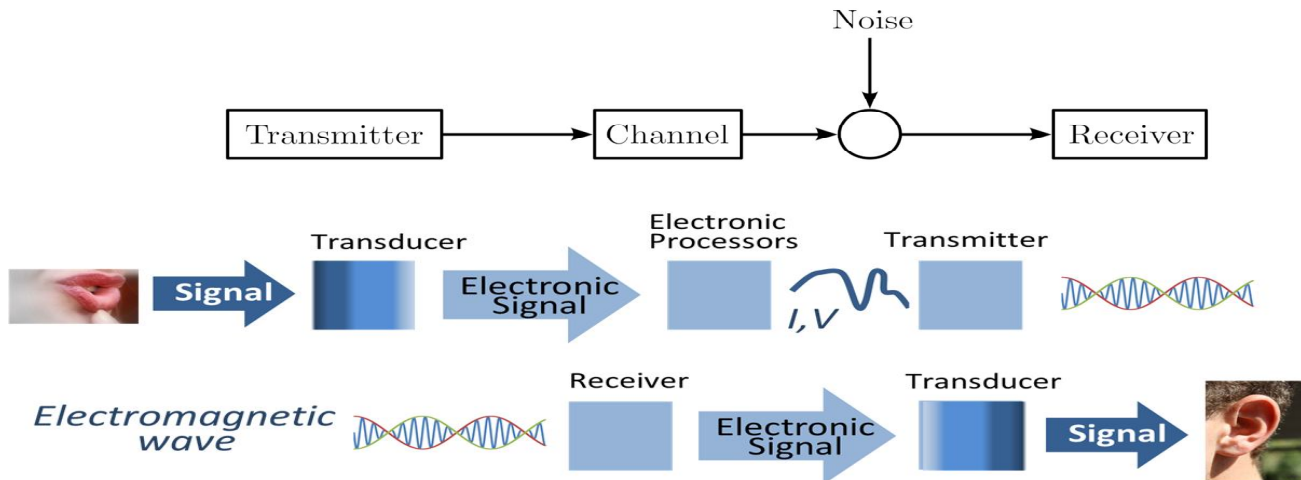 Noise
Transmitter
Channel
Receiver
Transducer
Electronic
Processors
Transmitter
Signal
Electronic
Signal
I, V
Receiver
Transducer
Electromagnetic
wave
Electronic
Signal
Signal